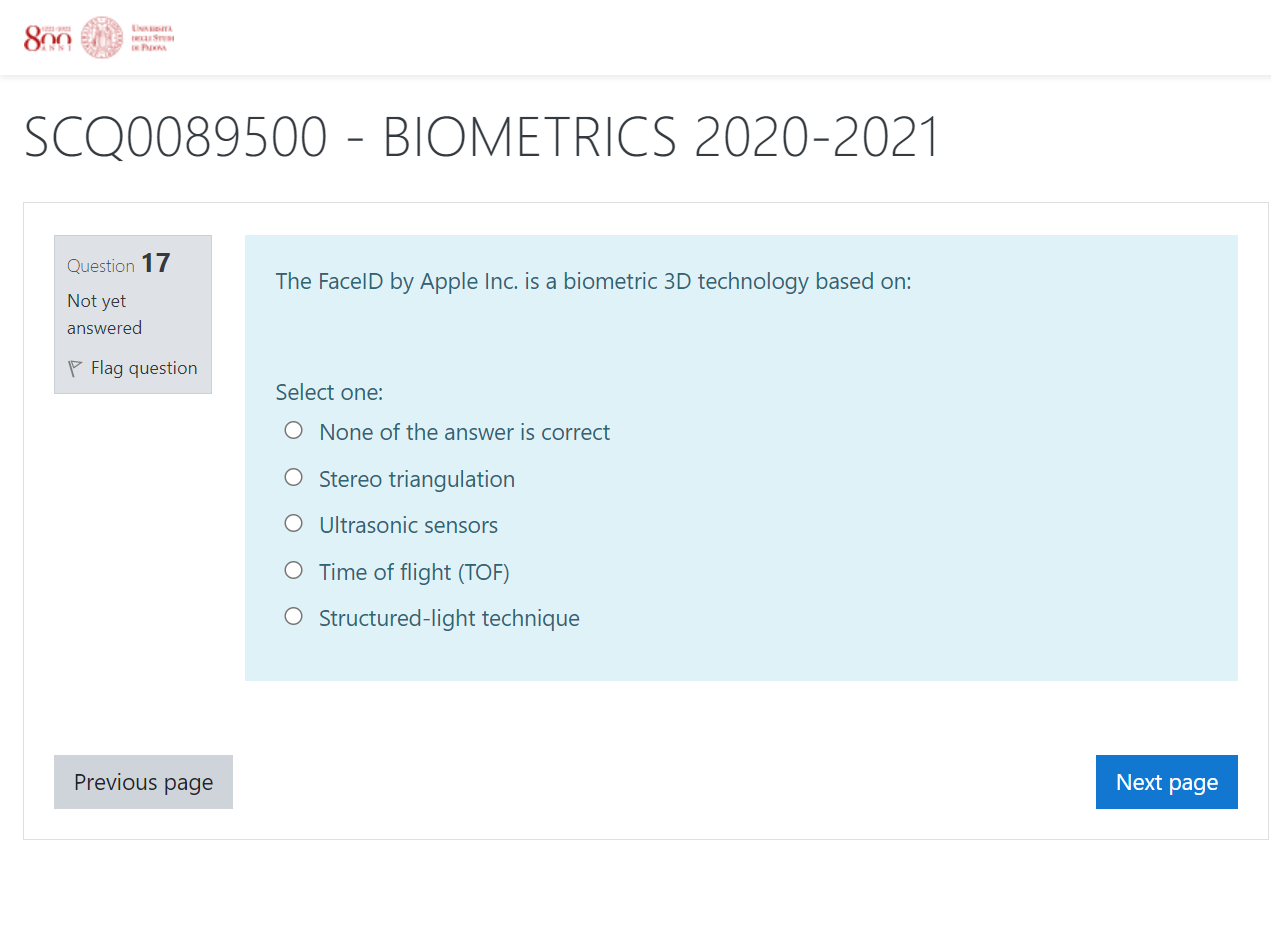 1222-2022
800
ANNI
UNIVERSITÀ
DEGLI STUDI
DI PADOVA
SCQ0089500 - BIOMETRICS 2020-2021
Question 17
Not yet
answered
Flag question
The FaceID by Apple Inc. is a biometric 3D technology based on:
Select one:
None of the answer is correct
Stereo triangulation
Ultrasonic sensors
Time of flight (TOF)
Structured-light technique
Previous page
Next page